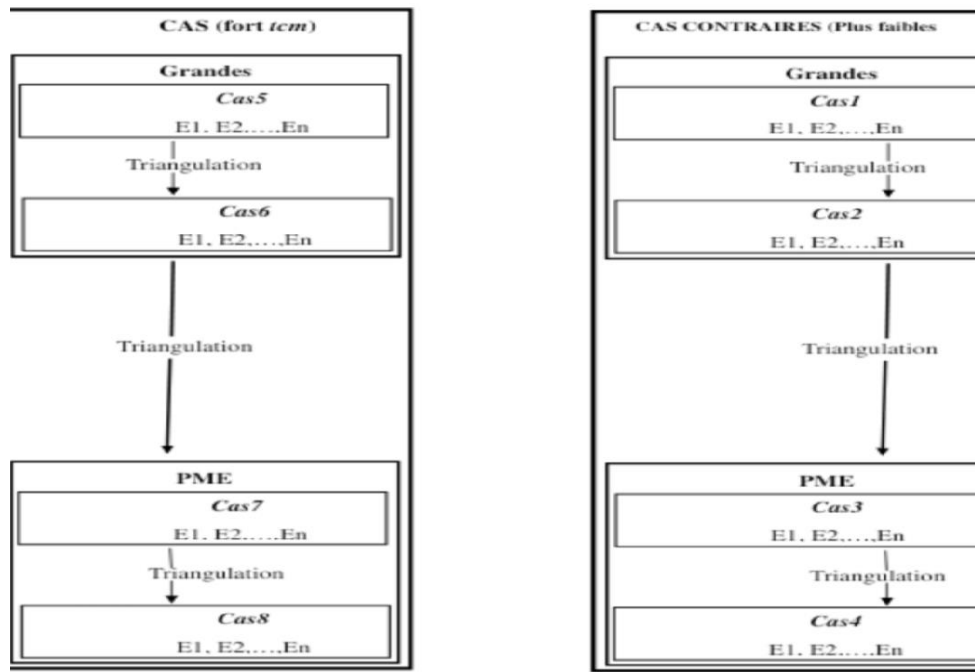 CAS (fort tcm)
Grandes
Cas5
E1, E2,....,En
Triangulation
Cas6
E1, E2,....,En
Triangulation
PME
Cas7
E1, E2,....,En
Triangulation
Cas8
E1, E2,....,En
CAS CONTRAIRES (Plus faibles
Grandes
Cas1
E1, E2,....,En
Triangulation
Cas2
E1, E2,....,En
Triangulation
PME
Cas3
E1, E2,....,En
Triangulation
Cas4
E1, E2,....,En